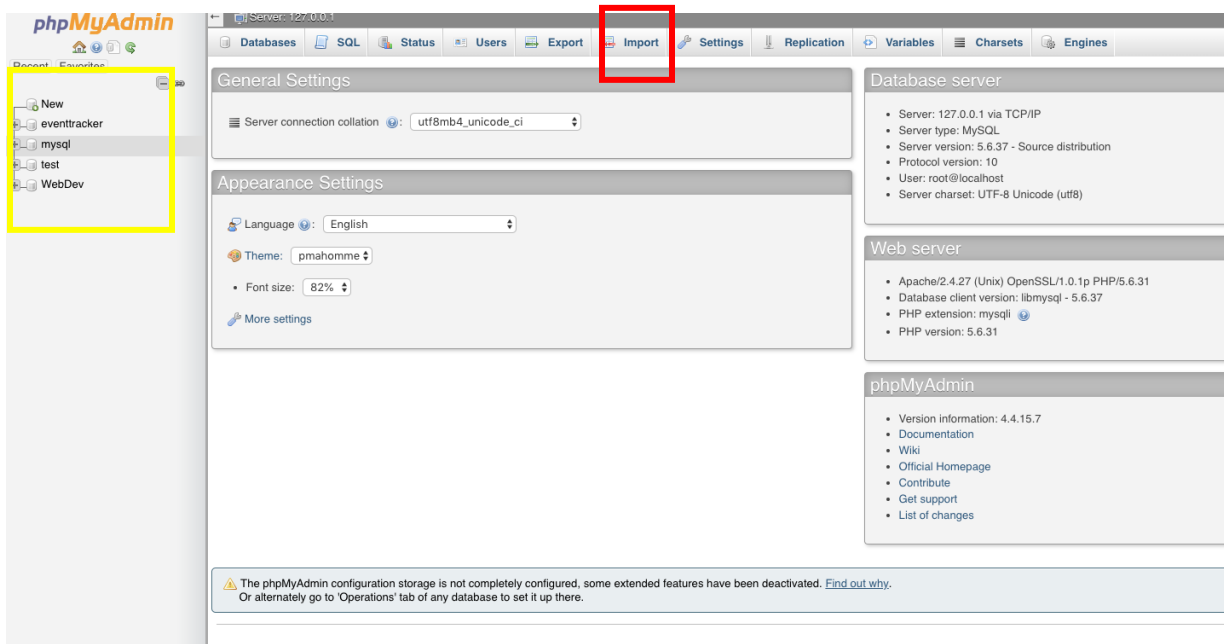 phpMyAdmin
Recent Favorites
New
eventtracker
mysql
test
WebDev
Server: 127.0.0.1
Databases SQL Status Users Export Import Settings Replication Variables Charsets Engines
General Settings
Server connection collation : utf8mb4_unicode_ci
Appearance Settings
Language : English
Theme: pmahomme
• Font size: 82%
More settings
Database server
• Server: 127.0.0.1 via TCP/IP
• Server type: MySQL
• Server version: 5.6.37 - Source distribution
• Protocol version: 10
• User: root@localhost
• Server charset: UTF-8 Unicode (utf8)
Web server
• Apache/2.4.27 (Unix) OpenSSL/1.0.1p PHP/5.6.31
• Database client version: libmysql - 5.6.37
• PHP extension: mysqli
• PHP version: 5.6.31
phpMyAdmin
• Version information: 4.4.15.7
• Documentation
• Wiki
• Official Homepage
• Contribute
• Get support
• List of changes
The phpMyAdmin configuration storage is not completely configured, some extended features have been deactivated. Find out why.
Or alternately go to 'Operations' tab of any database to set it up there.